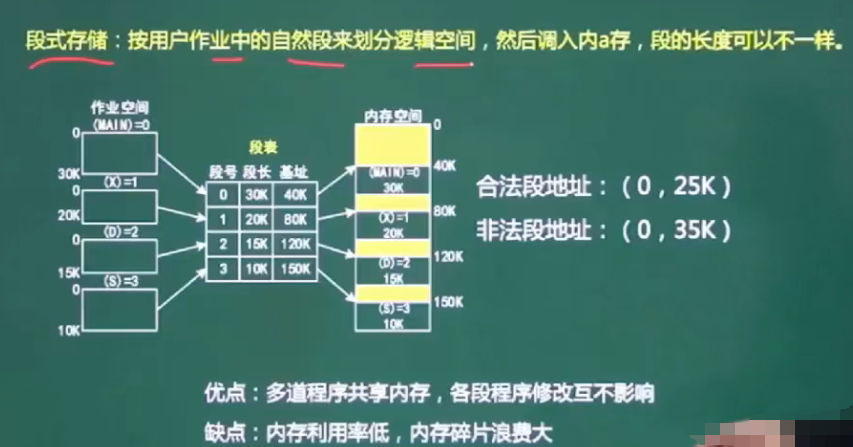 段式存储：按用户作业中的自然段来划分逻辑空间，然后调入内a存，段的长度可以不一样。
作业空间
(MAIN)=0
0
30K
(X)=1
0
20K
(D)=2
0
15K
(S)=3
0
10K
段表
段号 段长 基址
0 30K 40K
1 20K 80K
2 15K 120K
3 10K 150K
内存空间
0
40K
(MAIN)=0
30K
80K
(X)=1
20K
120K
(D)=2
15K
150K
(S)=3
10K
合法段地址：(0，25K)
非法段地址：(0，35K)
优点：多道程序共享内存，各段程序修改互不影响
缺点：内存利用率低，内存碎片浪费大